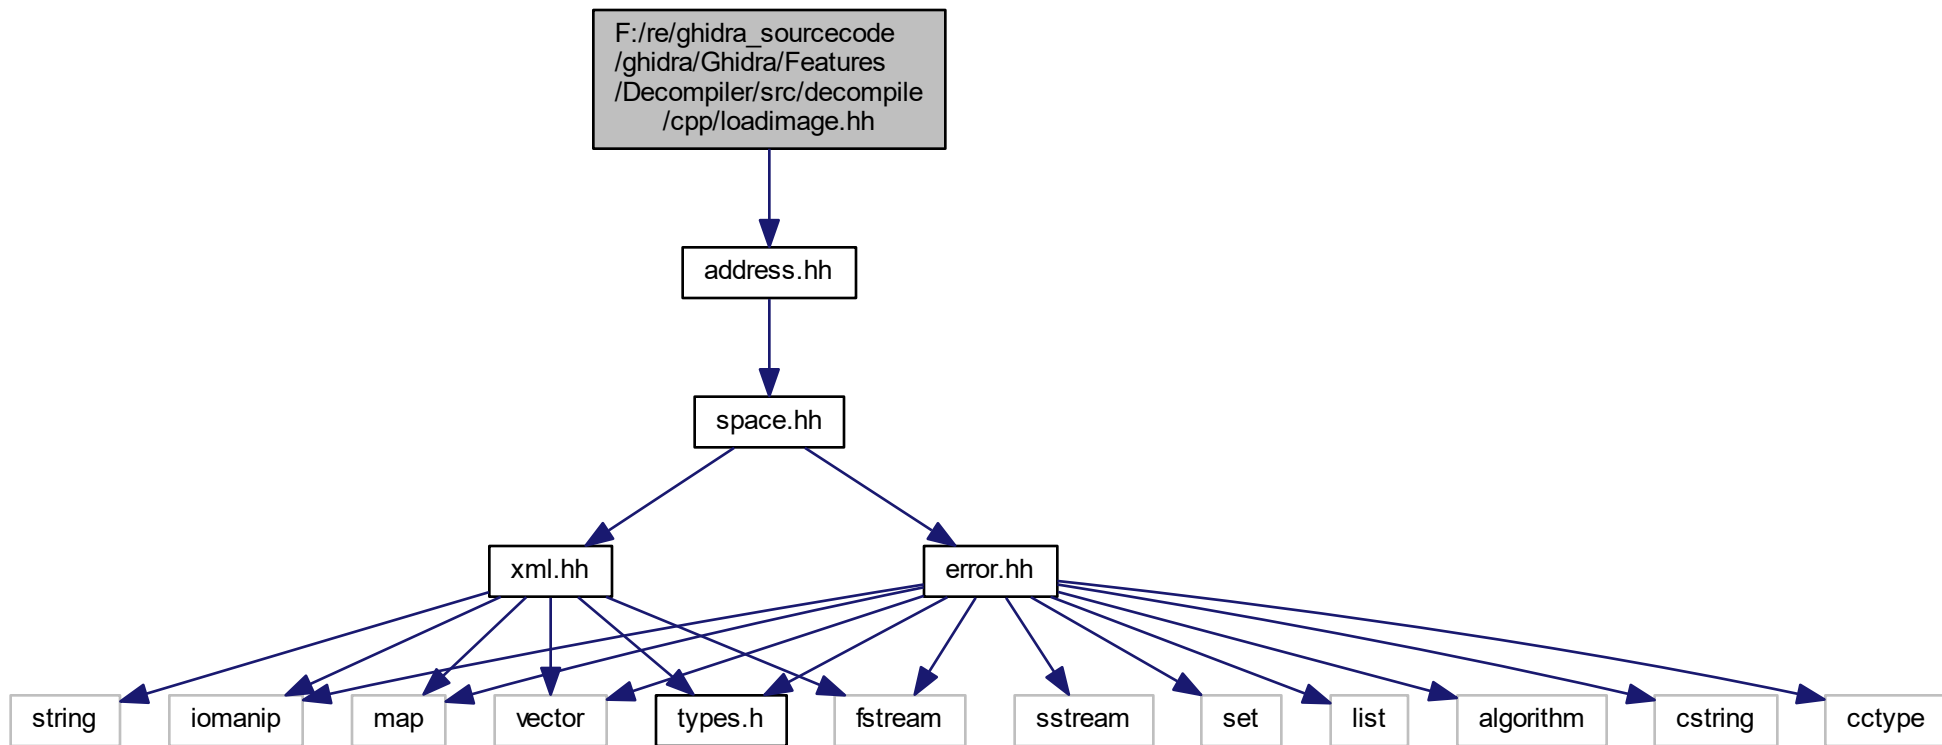 F:/re/ghidra_sourcecode
/ghidra/Ghidra/Features
/Decompiler/src/decompile
/cpp/loadimage.hh
address.hh
space.hh
xml.hh
error.hh
string
iomanip
map
vector
types.h
fstream
sstream
set
list
algorithm
cstring
cctype